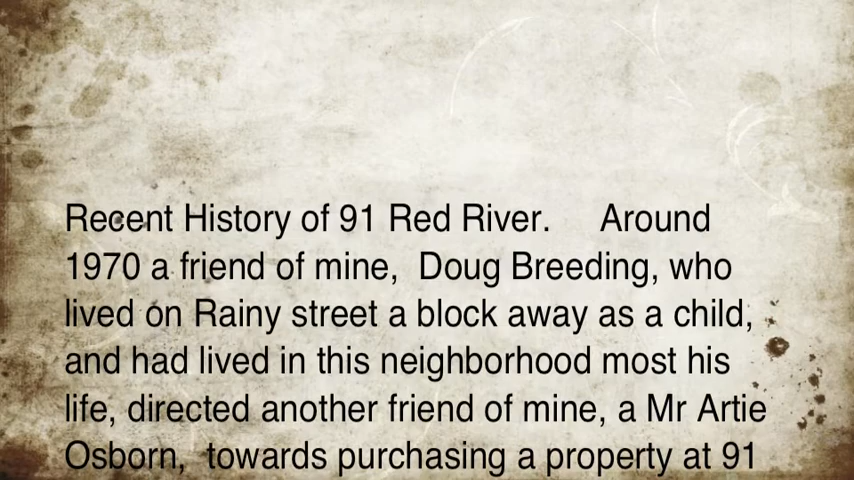 Recent History of 91 Red River.     Around
1970 a friend of mine,  Doug Breeding, who
lived on Rainy street a block away as a child,
and had lived in this neighborhood most his
life, directed another friend of mine, a Mr Artie
Osborn,  towards purchasing a property at 91